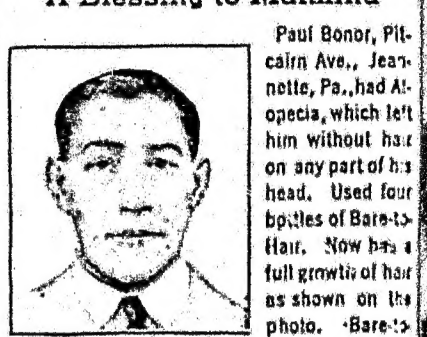 A Blessing to Mankind
Paul Bonor, Pit-
cairn Ave., Jean-
nette, Pa., had Al-
opecia, which left
him without hair
on any part of his
head. Used four
bottles of Bare-to-
Hair. Now has a
full growth of hair
as shown on the
photo. Bare-to-